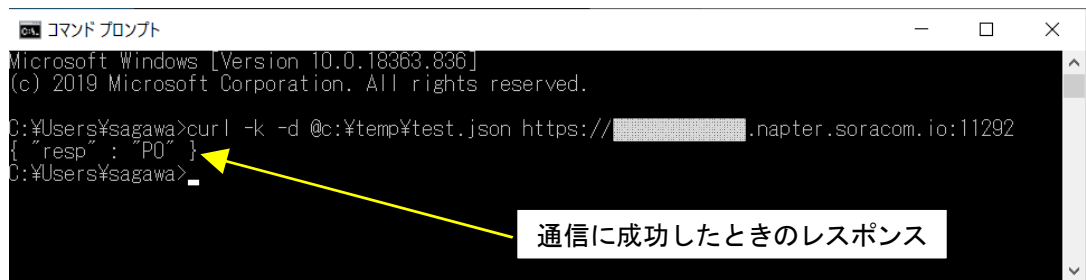 コマンド プロンプト
Microsoft Windows [Version 10.0.18363.836]
(c) 2019 Microsoft Corporation. All rights reserved.
C:¥Users¥sagawa>curl -k -d @c:¥temp¥test.json https:// .napter.soracom.io:11292
{ "resp" : "P0" }
C:¥Users¥sagawa>
通信に成功したときのレスポンス